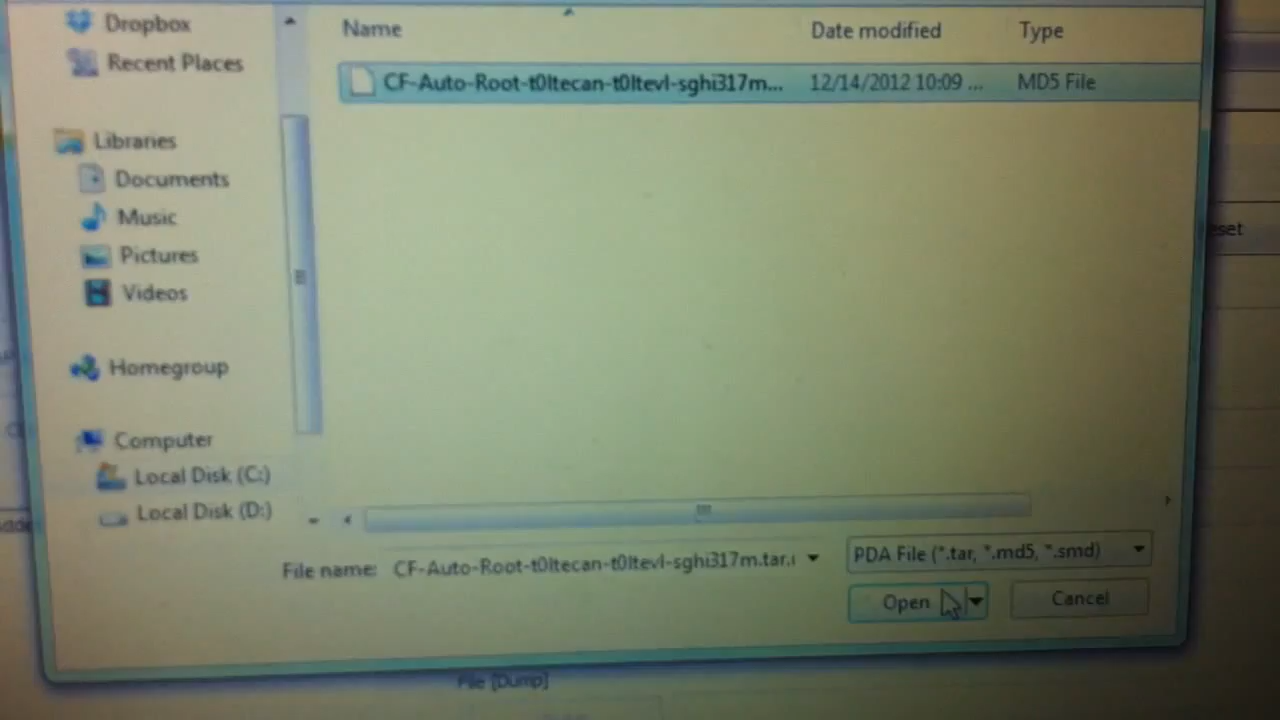 Dropbox
Recent Places
Libraries
Documents
Music
Pictures
Videos
Homegroup
Computer
Local Disk (C:)
Local Disk (D:)
Name Date modified Type
CF-Auto-Root-t0ltecan-t0ltevl-sghi317m... 12/14/2012 10:09 ... MD5 File
File name: CF-Auto-Root-t0ltecan-t0ltevl-sghi317m.tar.
PDA File (*.tar, *.md5, *.smd)
Open Cancel
eset
File [Dump]